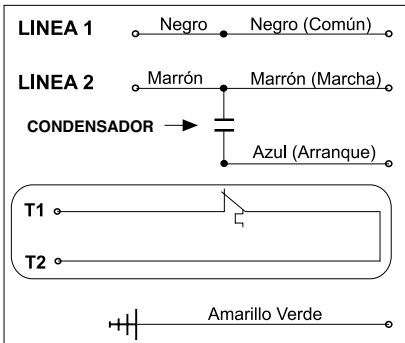 LINEA 1 Negro Negro (Común)
LINEA 2 Marrón Marrón (Marcha)
CONDENSADOR
Azul (Arranque)
T1
T2
Amarillo Verde